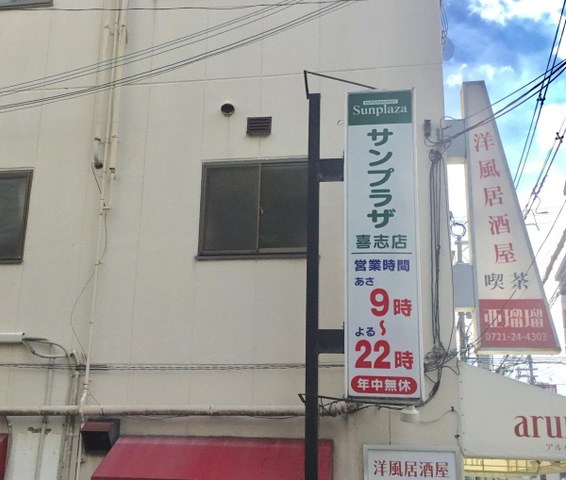 SUPERMARKET
Sunplaza
サンプラザ
喜志店
営業時間
あさ
9時
〜
よる
22時
年中無休
洋風居酒屋
喫茶
亜瑠瑠
0721-24-4303
aru
アル
洋風居酒屋